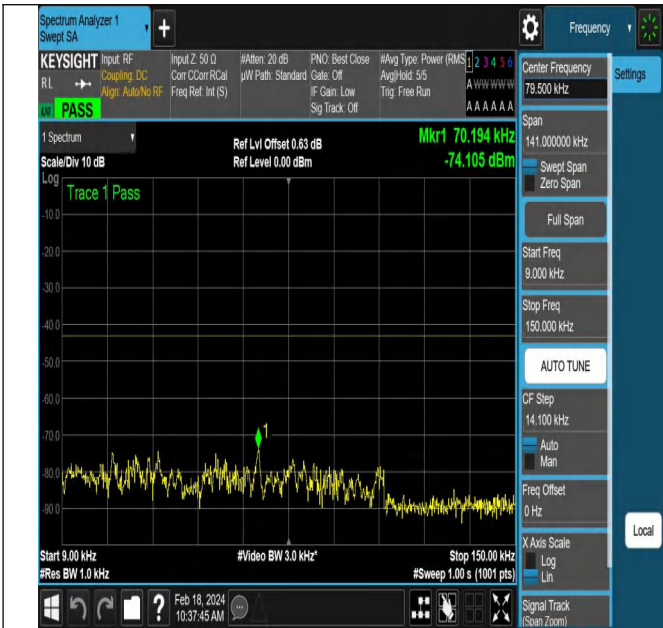 Spectrum Analyzer 1
Swept SA
+
Frequency
KEYSIGHT
Input: RF
Coupling: DC
Align: Auto/No RF
Input Z: 50 Ω
Corr CCorr RCal
Freq Ref: Int (S)
#Atten: 20 dB
µW Path: Standard
PNO: Best Close
Gate: Off
IF Gain: Low
Sig Track: Off
#Avg Type: Power (RMS
Avg|Hold: 5/5
Trig: Free Run
1 2 3 4 5 6
A W W W W W
A A A A A A
R L
PASS
1 Spectrum
Scale/Div 10 dB
Log
Ref Lvl Offset 0.63 dB
Ref Level 0.00 dBm
Mkr1 70.194 kHz
-74.105 dBm
Trace 1 Pass
-10.0
-20.0
-30.0
-40.0
-50.0
-60.0
-70.0
-80.0
-90.0
1
Start 9.00 kHz
#Res BW 1.0 kHz
#Video BW 3.0 kHz*
Stop 150.00 kHz
#Sweep 1.00 s (1001 pts)
?
Feb 18, 2024
10:37:45 AM
Center Frequency
79.500 kHz
Settings
Span
141.000000 kHz
Swept Span
Zero Span
Full Span
Start Freq
9.000 kHz
Stop Freq
150.000 kHz
AUTO TUNE
CF Step
14.100 kHz
Auto
Man
Freq Offset
0 Hz
Local
X Axis Scale
Log
Lin
Signal Track
(Span Zoom)